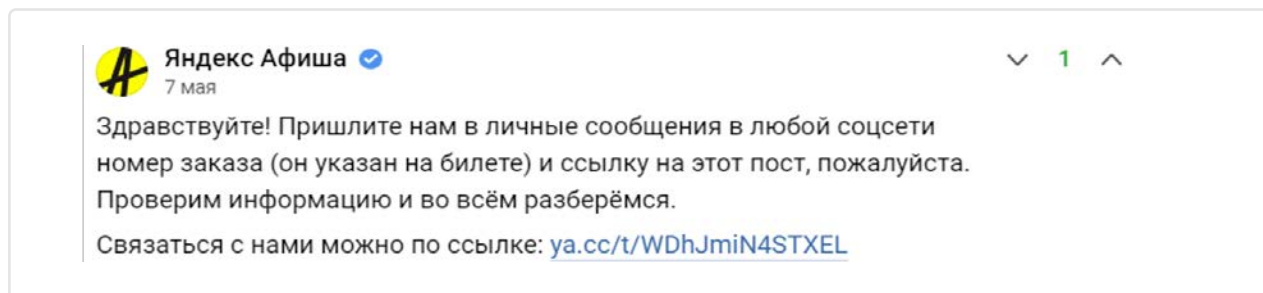 Яндекс Афиша
1
7 мая
Здравствуйте! Пришлите нам в личные сообщения в любой соцсети
номер заказа (он указан на билете) и ссылку на этот пост, пожалуйста.
Проверим информацию и во всём разберёмся.
Связаться с нами можно по ссылке: ya.cc/t/WDhJmiN4STXEL